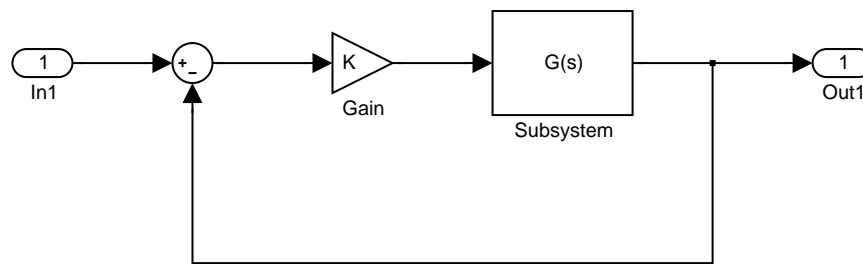 1
In1
+
−
K
Gain
G(s)
Subsystem
1
Out1